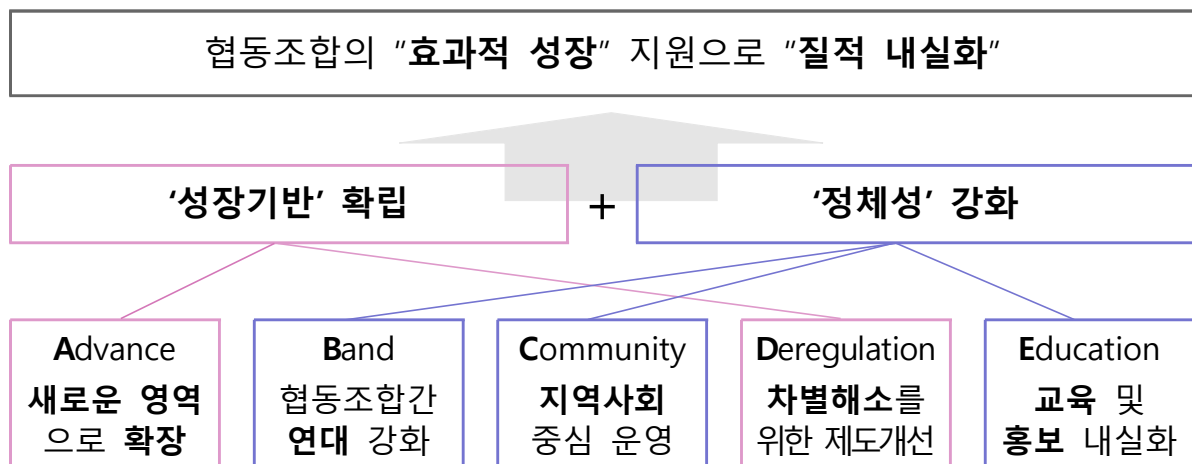 협동조합의 "효과적 성장" 지원으로 "질적 내실화"
'성장기반' 확립 + '정체성' 강화
Advance
새로운 영역
으로 확장
Band
협동조합간
연대 강화
Community
지역사회
중심 운영
Deregulation
차별해소를
위한 제도개선
Education
교육 및
홍보 내실화